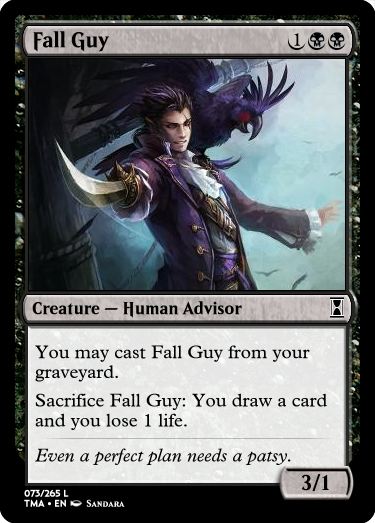 Fall Guy 1
Creature — Human Advisor
You may cast Fall Guy from your
graveyard.
Sacrifice Fall Guy: You draw a card
and you lose 1 life.
Even a perfect plan needs a patsy.
3/1
073/265 L
TMA • EN Sandara